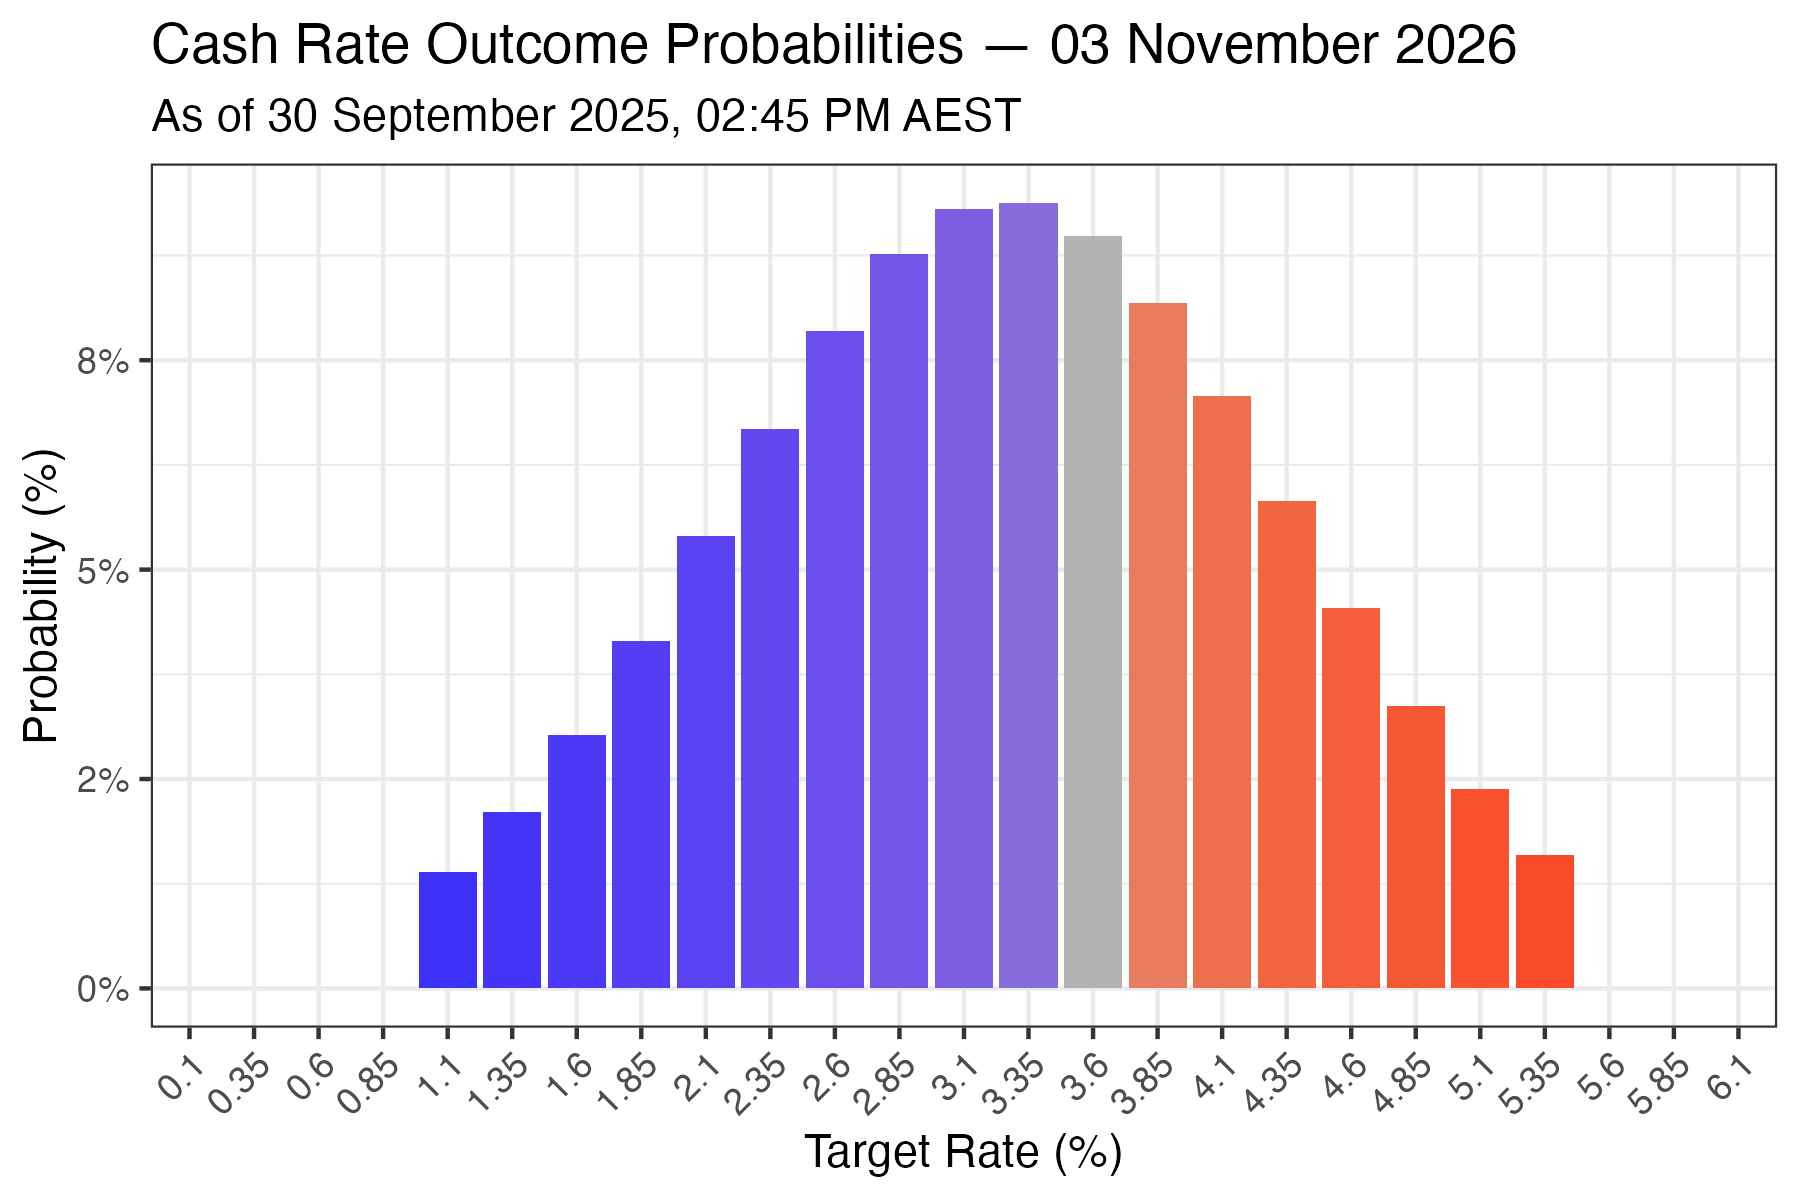 Cash Rate Outcome Probabilities — 03 November 2026
As of 30 September 2025, 02:45 PM AEST
Probability (%)
8%
5%
2%
0%
0.1 0.35 0.6 0.85 1.1 1.35 1.6 1.85 2.1 2.35 2.6 2.85 3.1 3.35 3.6 3.85 4.1 4.35 4.6 4.85 5.1 5.35 5.6 5.85 6.1
Target Rate (%)